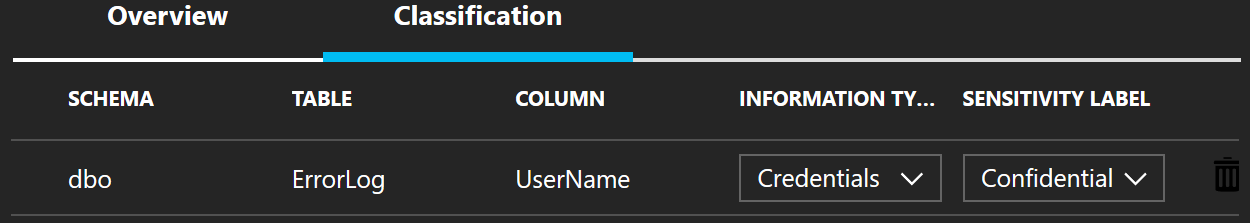 Overview Classification
SCHEMA TABLE COLUMN INFORMATION TY... SENSITIVITY LABEL
dbo ErrorLog UserName Credentials Confidential